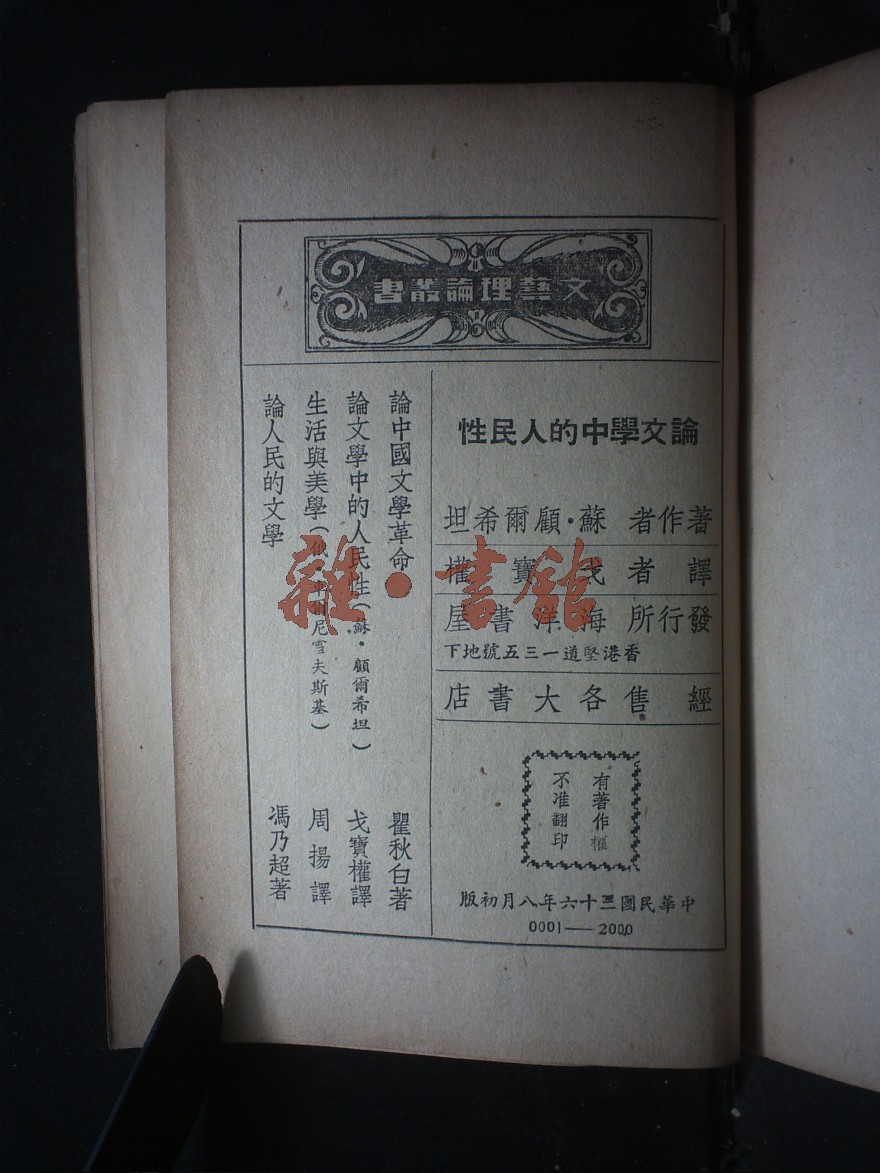 文藝理論叢書
論文學中的人民性
著作者 蘇·顧爾希坦
譯者 戈寶權
發行所 海洋書屋
香港堅道一三五號地下
經售 各大書店
有著作權
不准翻印
中華民國三十六年八月初版
0001——2000
論中國文學革命 瞿秋白著
論文學中的人民性(蘇·顧爾希坦) 戈寶權譯
生活與美學(俄·車爾尼雪夫斯基) 周揚譯
論人民的文學 馮乃超著
雜·書館